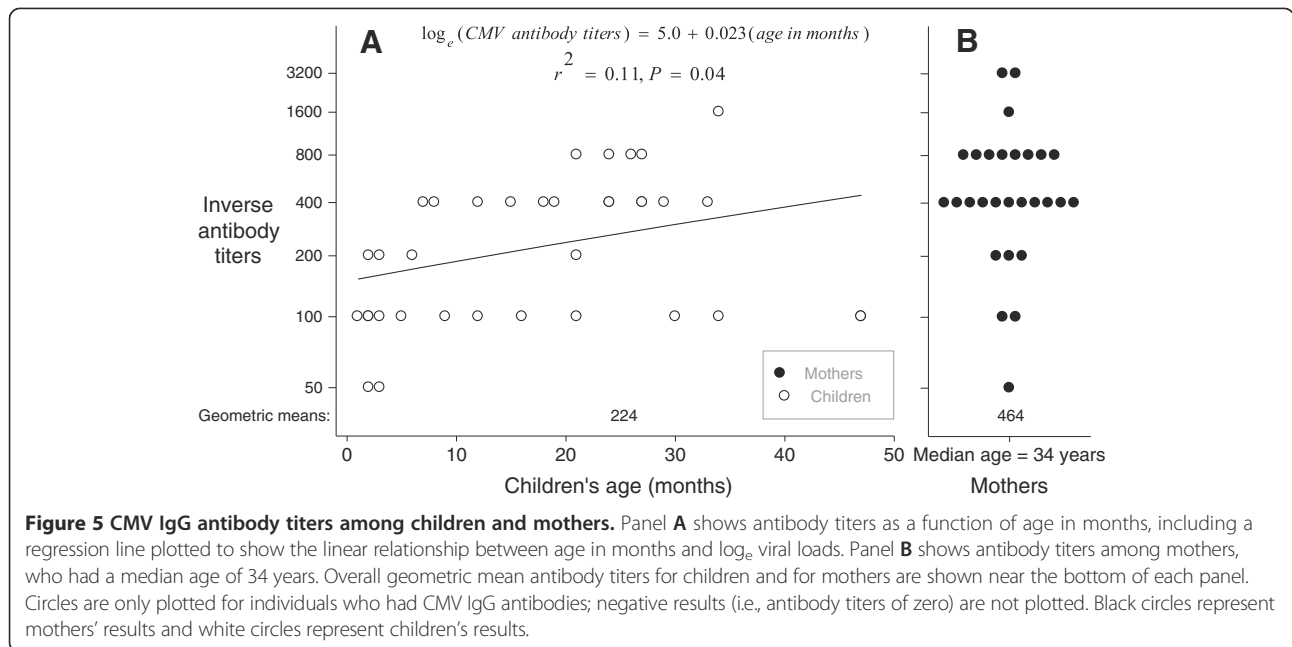 A
log_e (CMV antibody titers) = 5.0 + 0.023(age in months)
r² = 0.11, P = 0.04
B
3200
1600
800
400
200
100
50
Inverse
antibody
titers
Mothers
Children
Geometric means: 224 464
0 10 20 30 40 50
Median age = 34 years
Children's age (months)
Mothers
Figure 5 CMV IgG antibody titers among children and mothers. Panel A shows antibody titers as a function of age in months, including a
regression line plotted to show the linear relationship between age in months and logₑ viral loads. Panel B shows antibody titers among mothers,
who had a median age of 34 years. Overall geometric mean antibody titers for children and for mothers are shown near the bottom of each panel.
Circles are only plotted for individuals who had CMV IgG antibodies; negative results (i.e., antibody titers of zero) are not plotted. Black circles represent
mothers' results and white circles represent children's results.